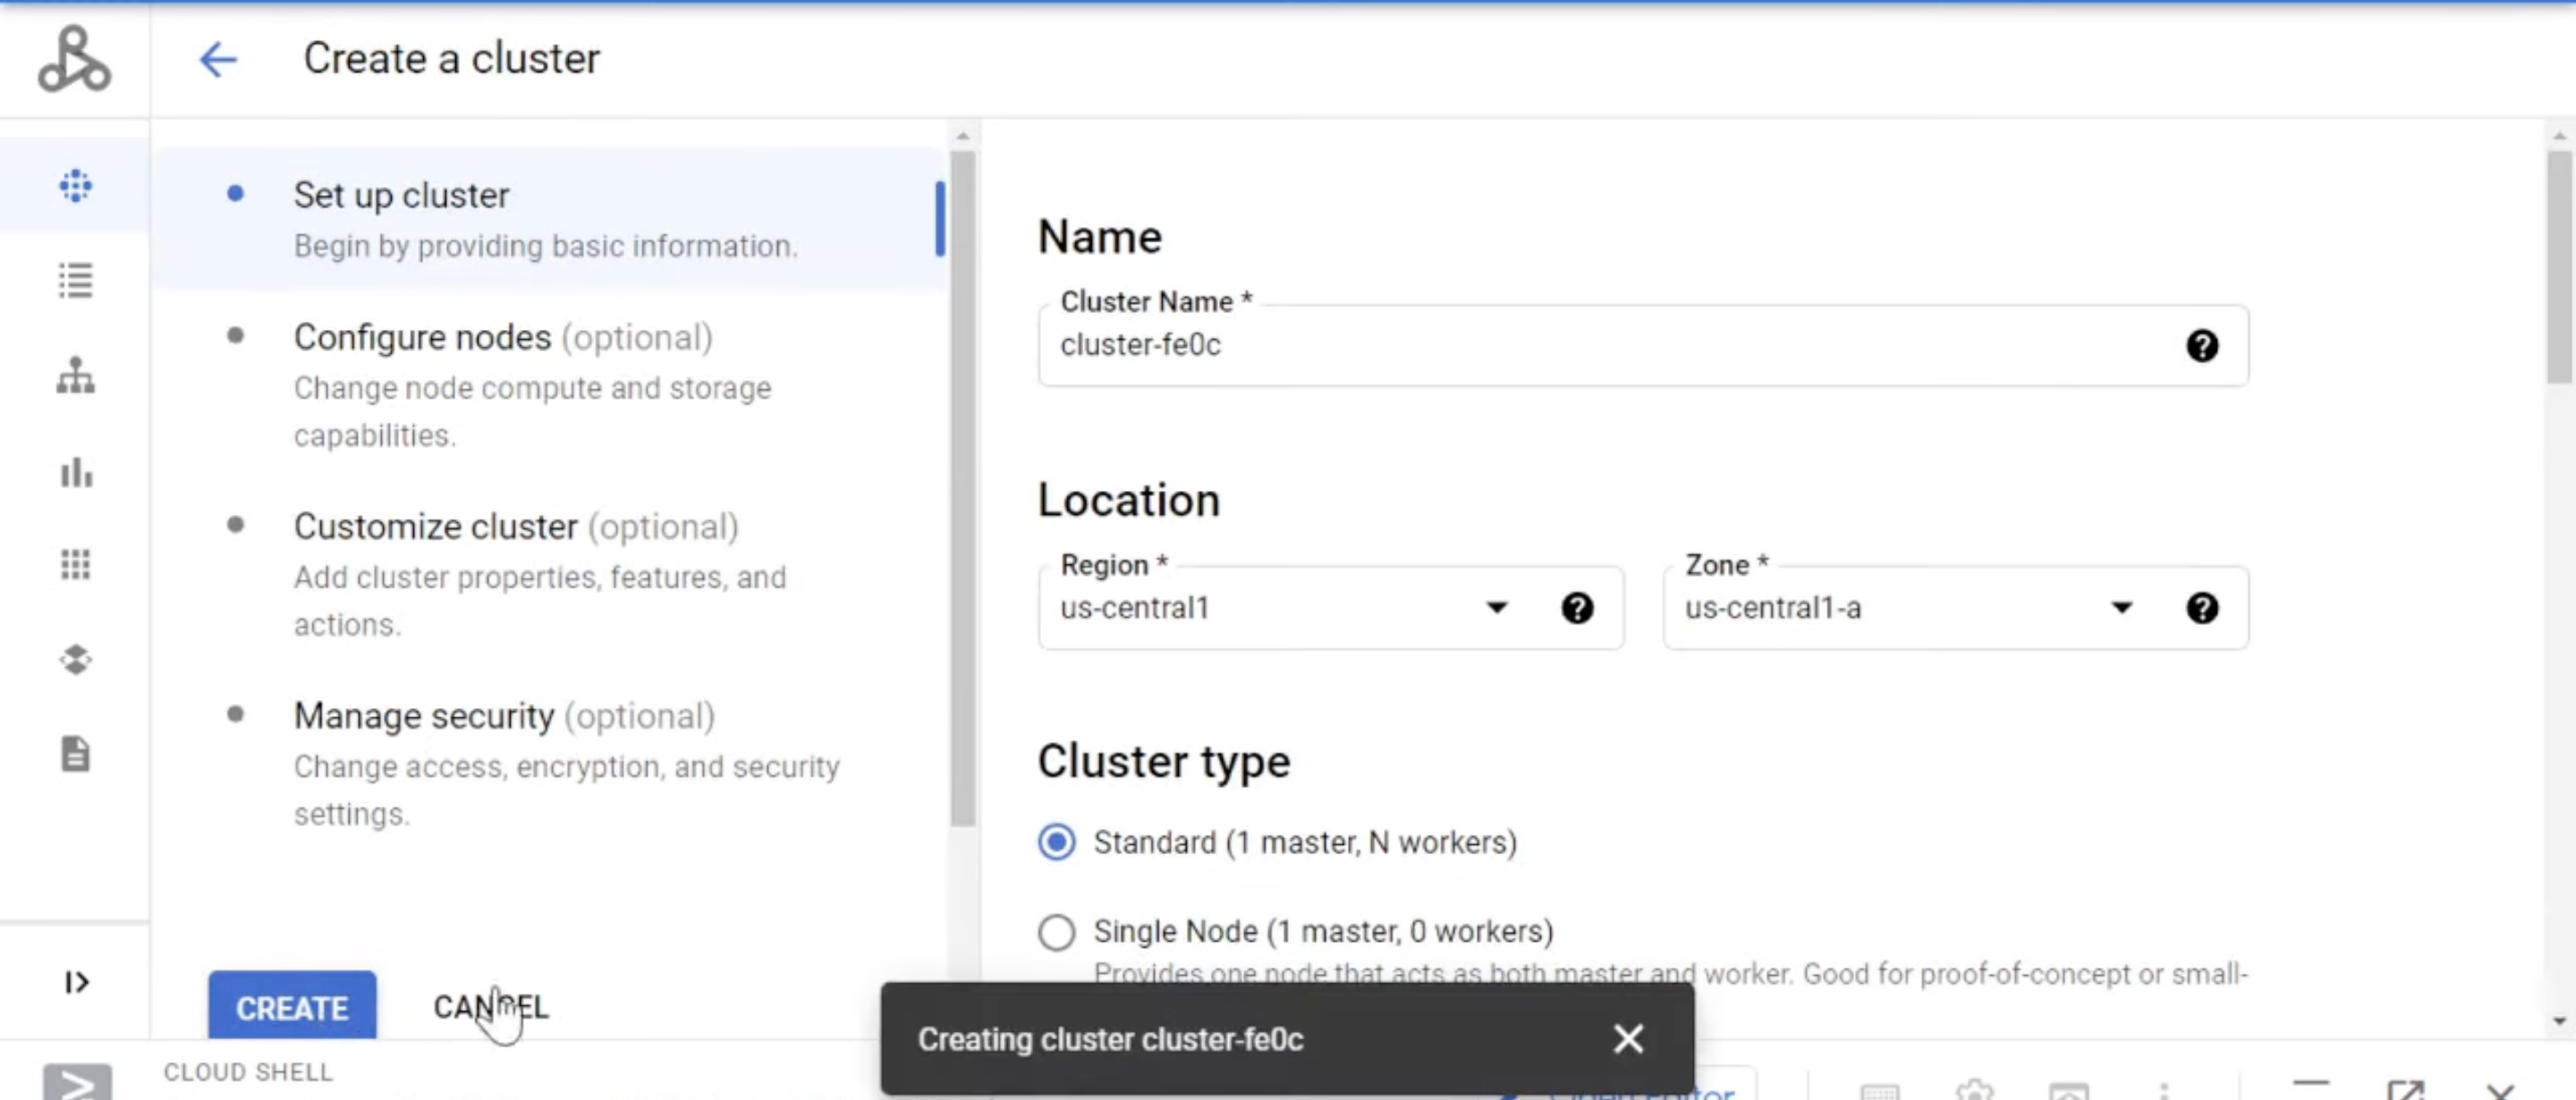 Create a cluster
Set up cluster
Begin by providing basic information.
Configure nodes (optional)
Change node compute and storage
capabilities.
Customize cluster (optional)
Add cluster properties, features, and
actions.
Manage security (optional)
Change access, encryption, and security
settings.
CREATE
CANCEL
Name
Cluster Name *
cluster-fe0c
Location
Region *
us-central1
Zone *
us-central1-a
Cluster type
Standard (1 master, N workers)
Single Node (1 master, 0 workers)
Provides one node that acts as both master and worker. Good for proof-of-concept or small-
Creating cluster cluster-fe0c
CLOUD SHELL
Open Editor